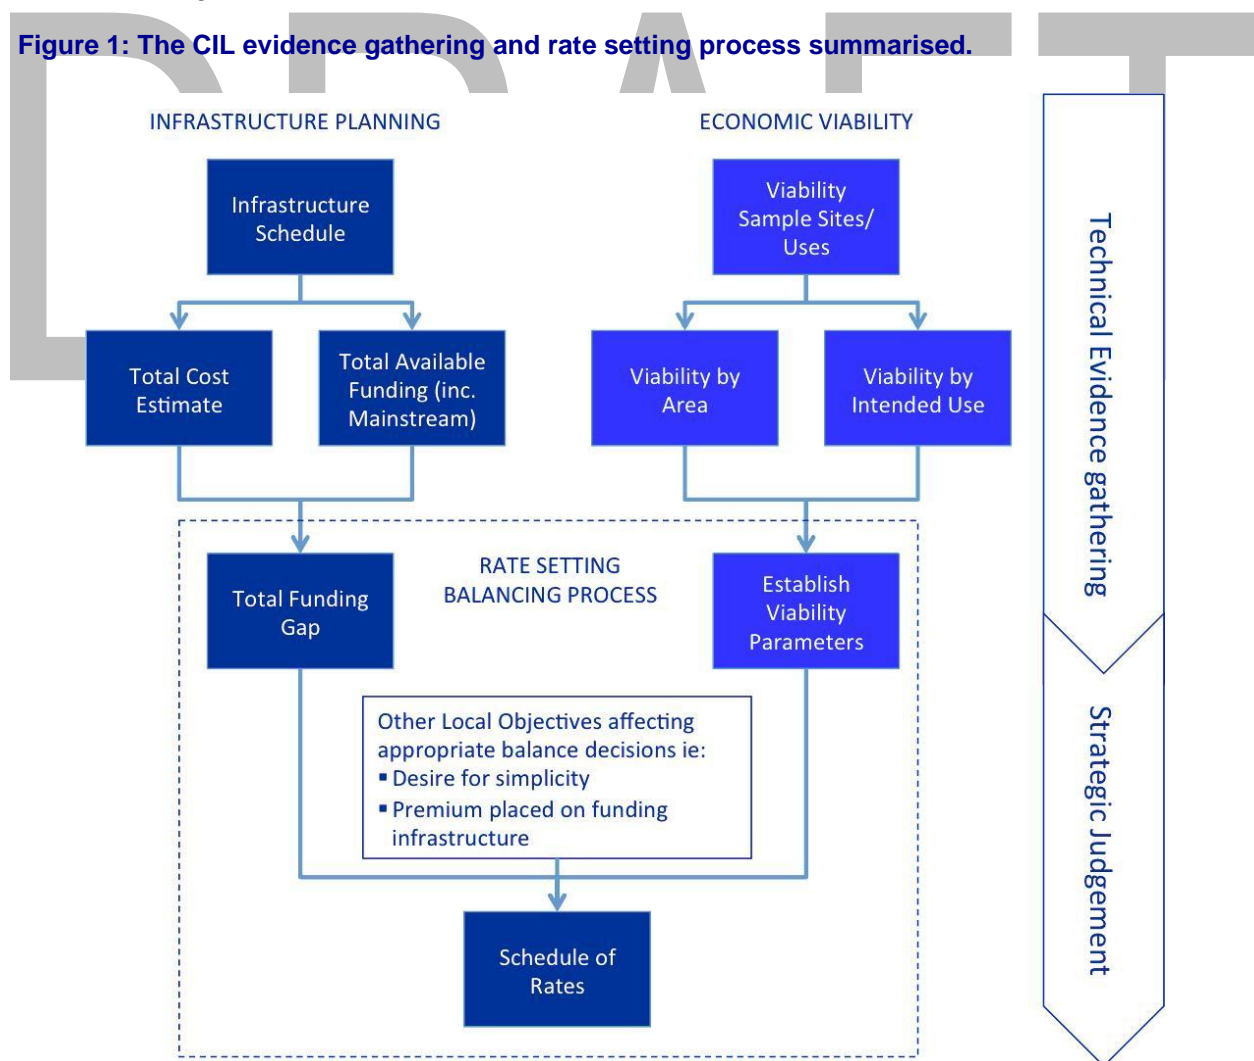 DRAFT
Figure 1: The CIL evidence gathering and rate setting process summarised.
INFRASTRUCTURE PLANNING
ECONOMIC VIABILITY
Infrastructure
Schedule
Viability
Sample Sites/
Uses
Total Cost
Estimate
Total Available
Funding (inc.
Mainstream)
Viability by
Area
Viability by
Intended Use
RATE SETTING
BALANCING PROCESS
Total Funding
Gap
Establish
Viability
Parameters
Other Local Objectives affecting
appropriate balance decisions ie:
▪ Desire for simplicity
▪ Premium placed on funding
infrastructure
Schedule of
Rates
Technical Evidence gathering
Strategic Judgement